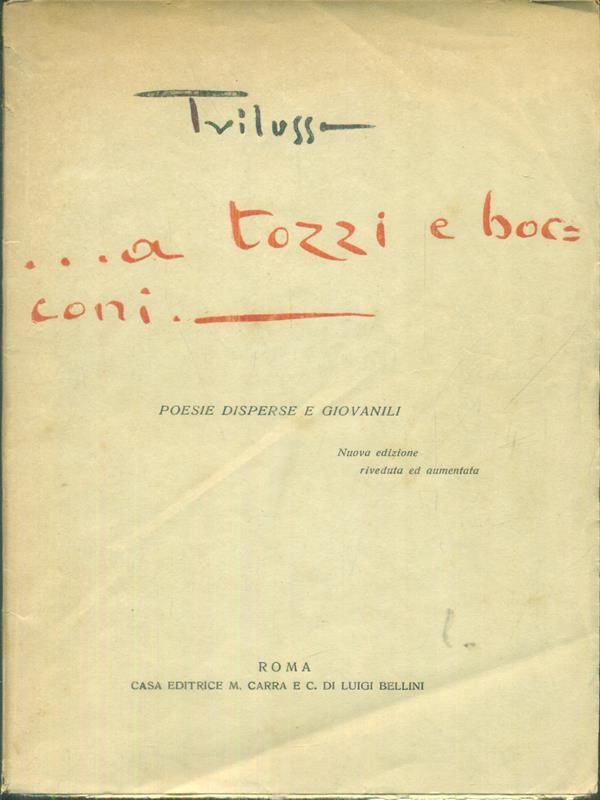 Trilussa
...a tozzi e boc=
coni.
POESIE DISPERSE E GIOVANILI
Nuova edizione
riveduta ed aumentata
ROMA
CASA EDITRICE M. CARRA E C. DI LUIGI BELLINI